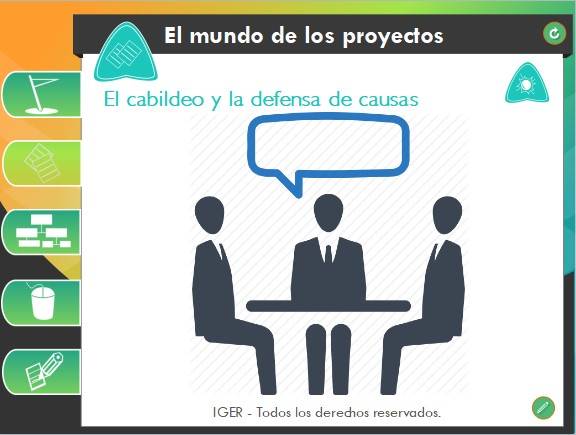 El mundo de los proyectos
El cabildeo y la defensa de causas
IGER - Todos los derechos reservados.